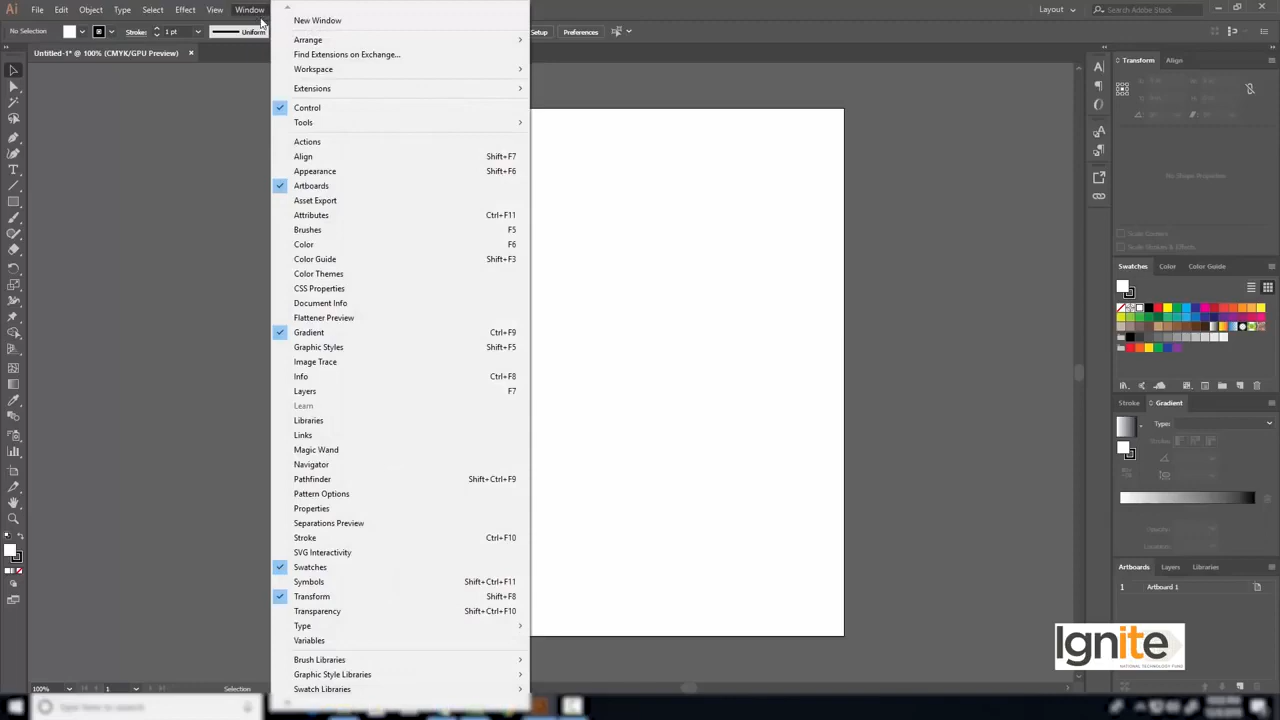 Ai File Edit Object Type Select Effect View Window Layout Search Adobe Stock
No Selection Stroke: 1 pt Uniform Setup Preferences
Untitled-1* @ 100% (CMYK/GPU Preview) ×
New Window
Arrange
Find Extensions on Exchange...
Workspace
Extensions
Control
Tools
Actions
Align Shift+F7
Appearance Shift+F6
Artboards
Asset Export
Attributes Ctrl+F11
Brushes F5
Color F6
Color Guide Shift+F3
Color Themes
CSS Properties
Document Info
Flattener Preview
Gradient Ctrl+F9
Graphic Styles Shift+F5
Image Trace
Info Ctrl+F8
Layers F7
Learn
Libraries
Links
Magic Wand
Navigator
Pathfinder Shift+Ctrl+F9
Pattern Options
Properties
Separations Preview
Stroke Ctrl+F10
SVG Interactivity
Swatches
Symbols Shift+Ctrl+F11
Transform Shift+F8
Transparency Shift+Ctrl+F10
Type
Variables
Brush Libraries
Graphic Style Libraries
Swatch Libraries
Transform Align
No Shape Properties
Scale Corners
Scale Strokes & Effects
Swatches Color Color Guide
Stroke Gradient
Type:
Stroke:
Opacity:
Location:
Artboards Layers Libraries
1 Artboard 1
Ignite
NATIONAL TECHNOLOGY FUND
100% 1 Selection
Type here to search